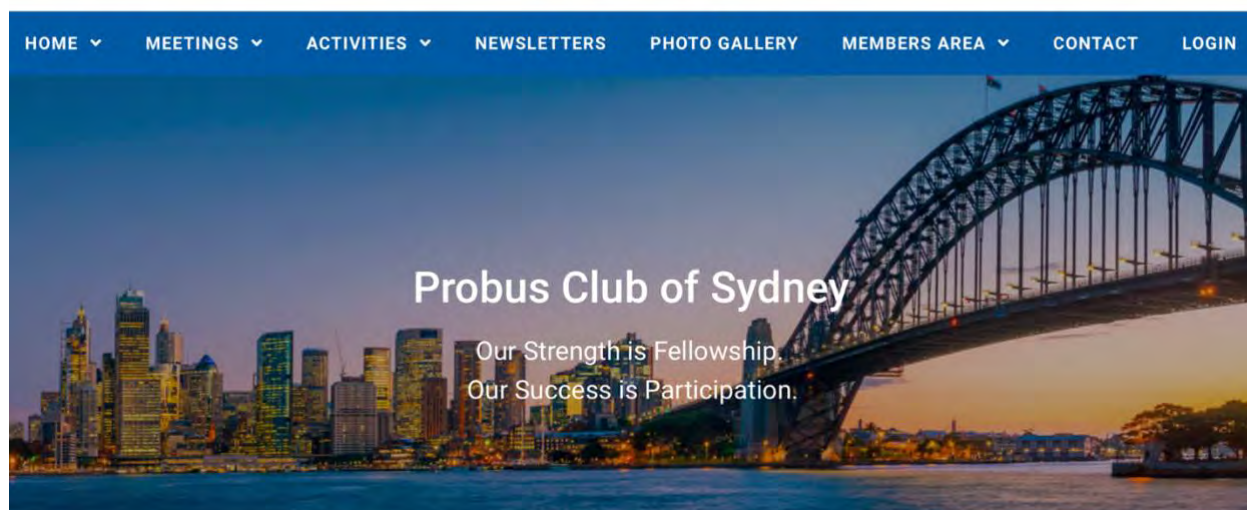 HOME MEETINGS ACTIVITIES NEWSLETTERS PHOTO GALLERY MEMBERS AREA CONTACT LOGIN
Probus Club of Sydney
Our Strength is Fellowship.
Our Success is Participation.